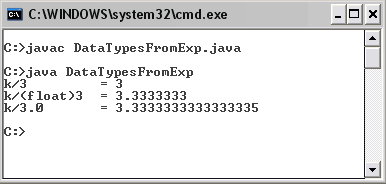 C:\WINDOWS\system32\cmd.exe
C:>javac DataTypesFromExp.java
C:>java DataTypesFromExp
k/3 = 3
k/(float)3 = 3.3333333
k/3.0 = 3.3333333333333335
C:>